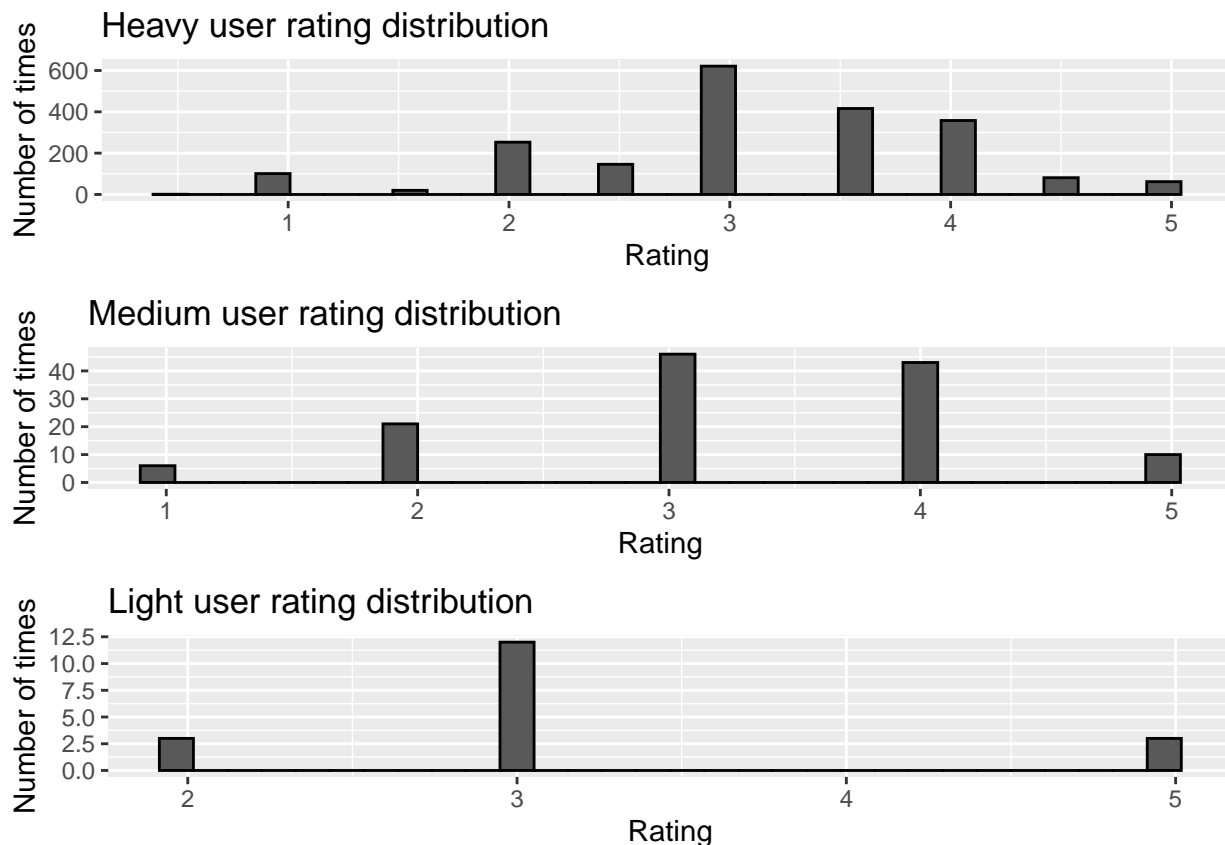 Heavy user rating distribution
Number of times
600
400
200
0
1 2 3 4 5
Rating
Medium user rating distribution
Number of times
40
30
20
10
0
1 2 3 4 5
Rating
Light user rating distribution
Number of times
12.5
10.0
7.5
5.0
2.5
0.0
2 3 4 5
Rating